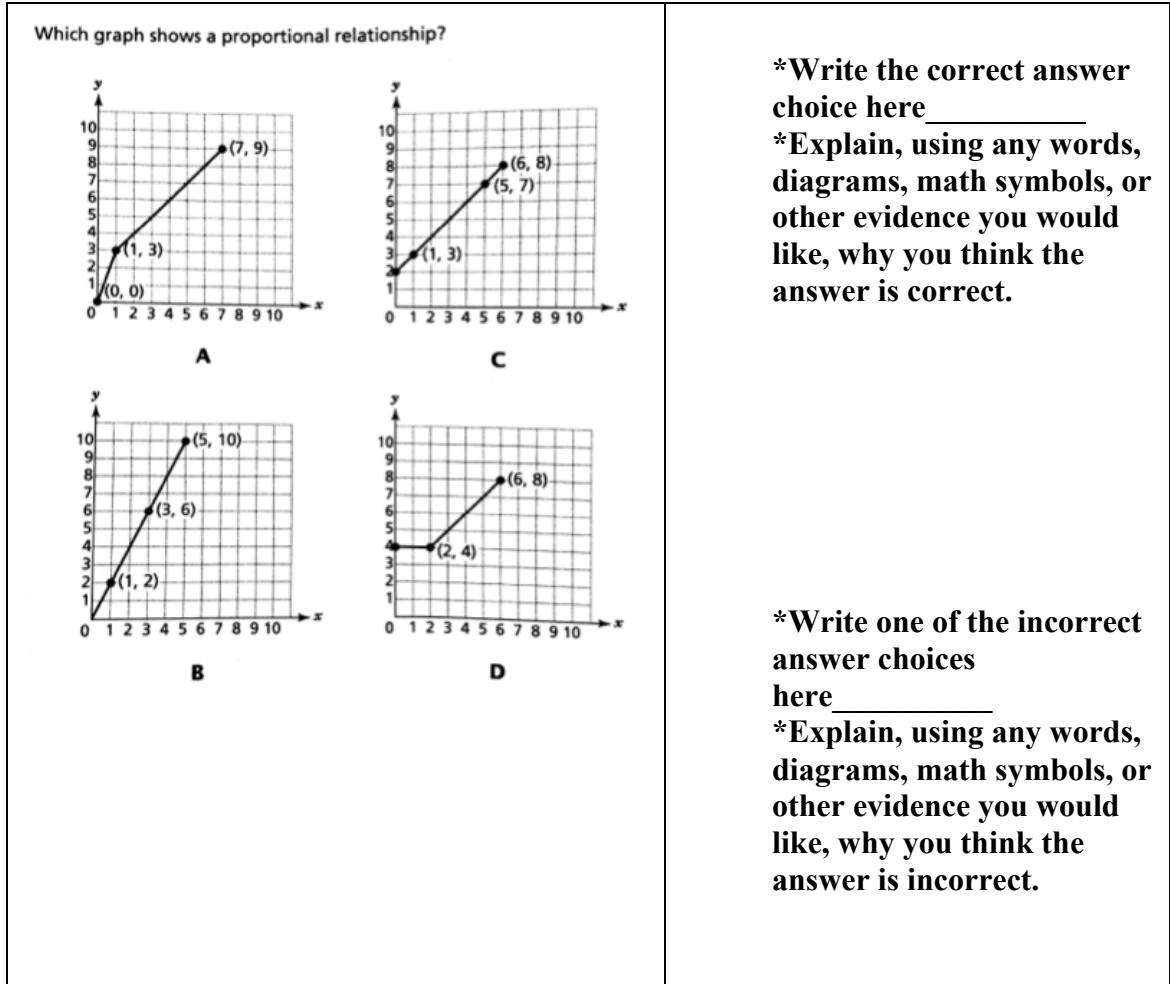 Which graph shows a proportional relationship?
y
10
9
8
7
6
5
4
3
2
1
(7, 9)
(1, 3)
(0, 0)
0 1 2 3 4 5 6 7 8 9 10
x
A
y
10
9
8
7
6
5
4
3
2
1
(6, 8)
(5, 7)
(1, 3)
0 1 2 3 4 5 6 7 8 9 10
x
C
y
10
9
8
7
6
5
4
3
2
1
(5, 10)
(3, 6)
(1, 2)
0 1 2 3 4 5 6 7 8 9 10
x
B
y
10
9
8
7
6
5
4
3
2
1
(6, 8)
(2, 4)
0 1 2 3 4 5 6 7 8 9 10
x
D
*Write the correct answer
choice here__________
*Explain, using any words,
diagrams, math symbols, or
other evidence you would
like, why you think the
answer is correct.
*Write one of the incorrect
answer choices
here__________
*Explain, using any words,
diagrams, math symbols, or
other evidence you would
like, why you think the
answer is incorrect.